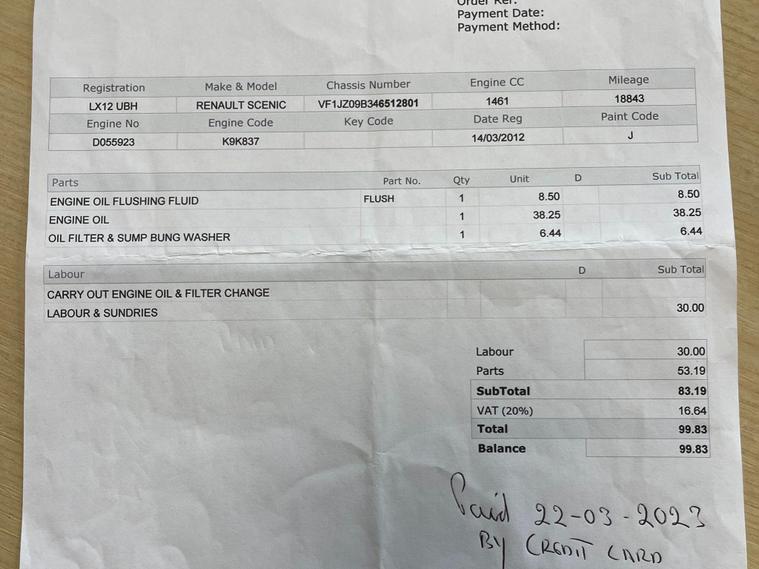 Order Ref:
Payment Date:
Payment Method:
Registration Make & Model Chassis Number Engine CC Mileage
LX12 UBH RENAULT SCENIC VF1JZ09B346512801 1461 18843
Engine No Engine Code Key Code Date Reg Paint Code
D055923 K9K837 14/03/2012 J
Parts Part No. Qty Unit D Sub Total
ENGINE OIL FLUSHING FLUID FLUSH 1 8.50 8.50
ENGINE OIL 1 38.25 38.25
OIL FILTER & SUMP BUNG WASHER 1 6.44 6.44
Labour D Sub Total
CARRY OUT ENGINE OIL & FILTER CHANGE
LABOUR & SUNDRIES 30.00
Labour 30.00
Parts 53.19
SubTotal 83.19
VAT (20%) 16.64
Total 99.83
Balance 99.83
Paid 22-03-2023
BY CREDIT CARD